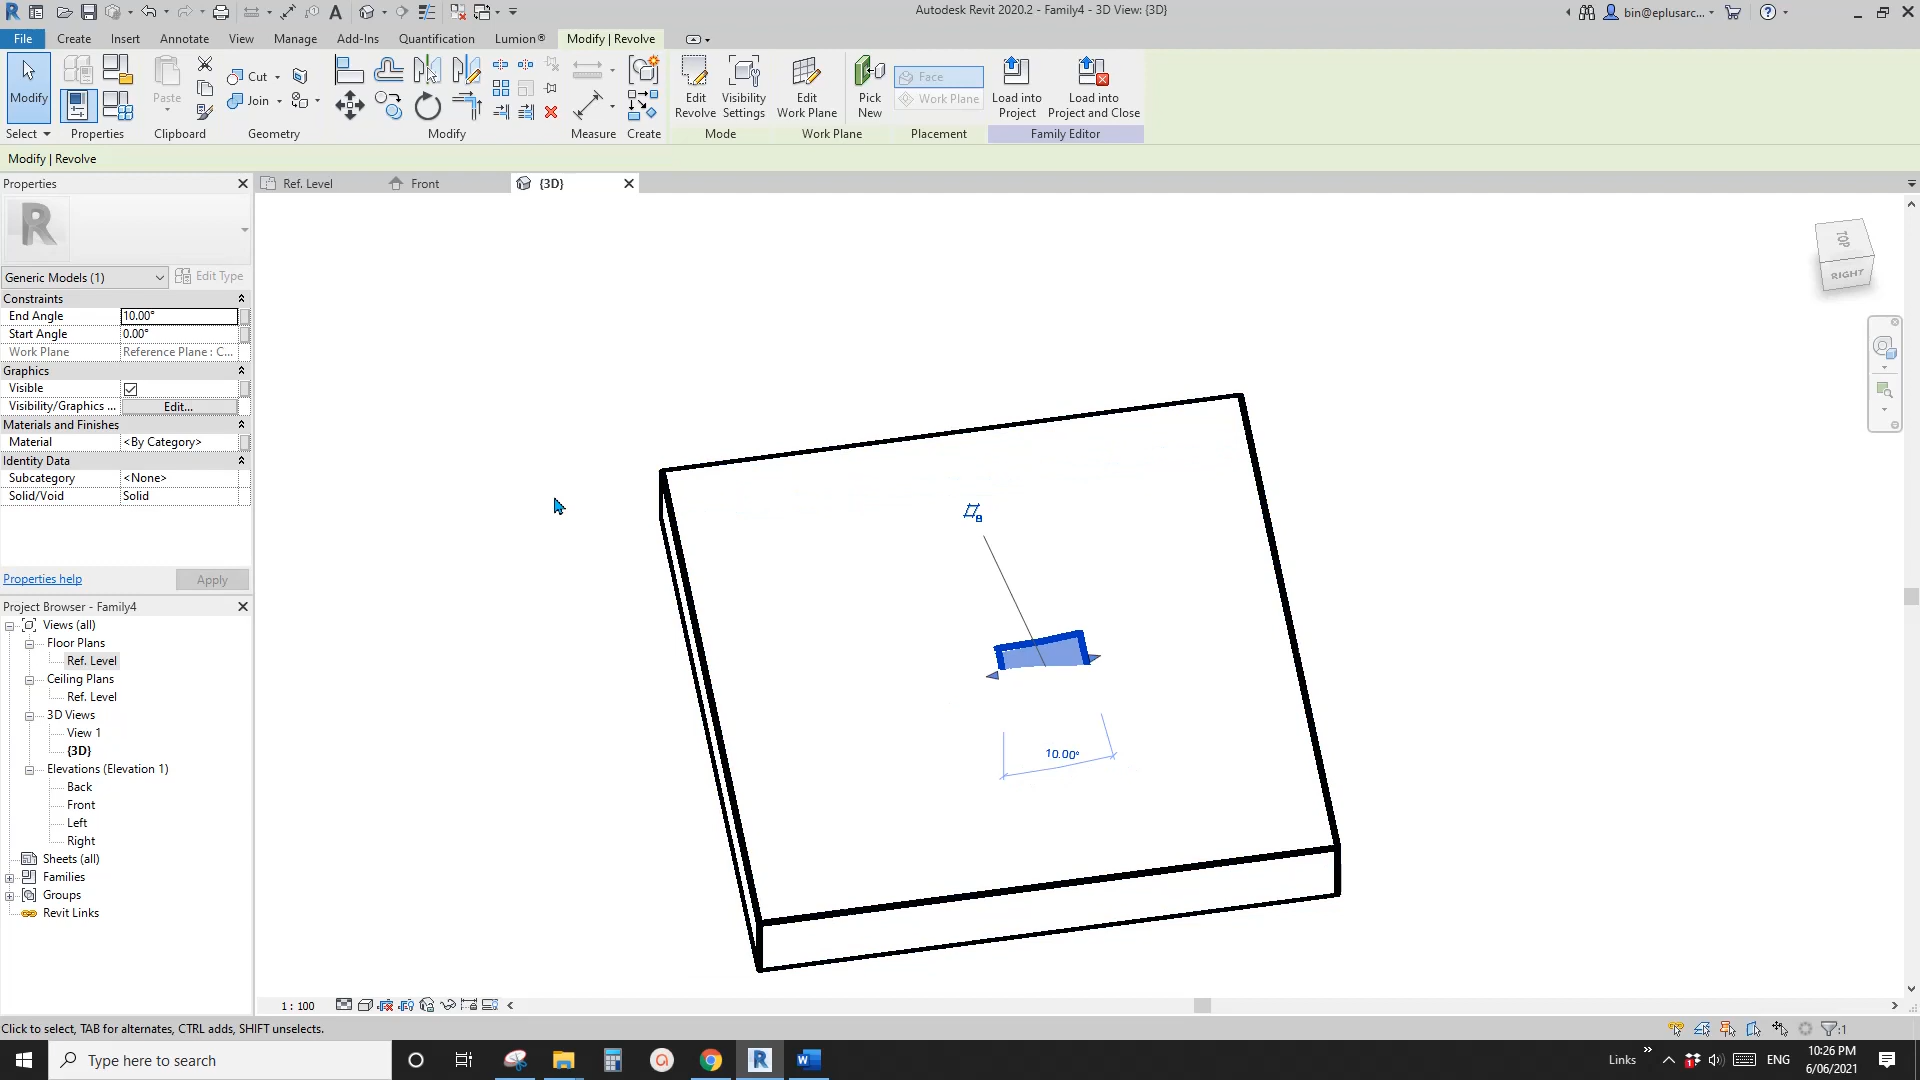 Autodesk Revit 2020.2 - Family4 - 3D View: {3D}
bin@eplusarc...
File
Create
Insert
Annotate
View
Manage
Add-Ins
Quantification
Lumion®
Modify | Revolve
Modify
Paste
Cut
Join
Edit
Revolve
Visibility
Settings
Edit
Work Plane
Pick
New
Face
Work Plane
Load into
Project
Load into
Project and Close
Select
Properties
Clipboard
Geometry
Modify
Measure
Create
Mode
Work Plane
Placement
Family Editor
Modify | Revolve
Properties
Ref. Level
Front
{3D}
R
Generic Models (1)
Edit Type
Constraints
End Angle
10.00°
Start Angle
0.00°
Work Plane
Reference Plane : C...
Graphics
Visible
Visibility/Graphics ...
Edit...
Materials and Finishes
Material
<By Category>
Identity Data
Subcategory
<None>
Solid/Void
Solid
Properties help
Apply
Project Browser - Family4
Views (all)
Floor Plans
Ref. Level
Ceiling Plans
Ref. Level
3D Views
View 1
{3D}
Elevations (Elevation 1)
Back
Front
Left
Right
Sheets (all)
Families
Groups
Revit Links
TOP
RIGHT
10.00°
1 : 100
Click to select, TAB for alternates, CTRL adds, SHIFT unselects.
:1
Type here to search
Links
ENG
10:26 PM
6/06/2021